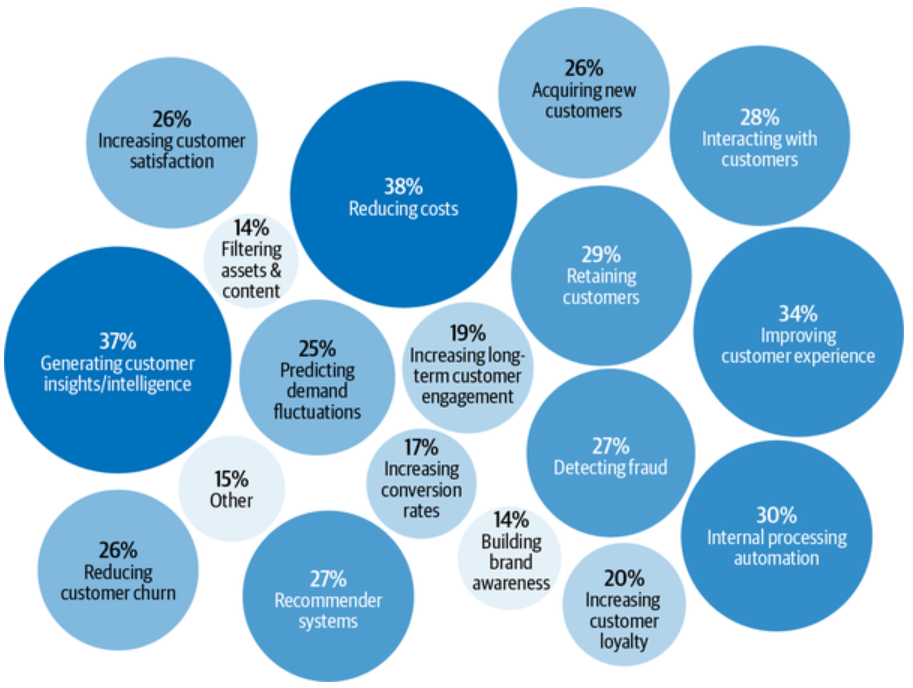 26%
Increasing customer
satisfaction
38%
Reducing costs
26%
Acquiring new
customers
28%
Interacting with
customers
14%
Filtering
assets &
content
29%
Retaining
customers
37%
Generating customer
insights/intelligence
25%
Predicting
demand
fluctuations
19%
Increasing long-
term customer
engagement
34%
Improving
customer experience
15%
Other
17%
Increasing
conversion
rates
27%
Detecting fraud
26%
Reducing
customer churn
27%
Recommender
systems
14%
Building
brand
awareness
20%
Increasing
customer
loyalty
30%
Internal processing
automation